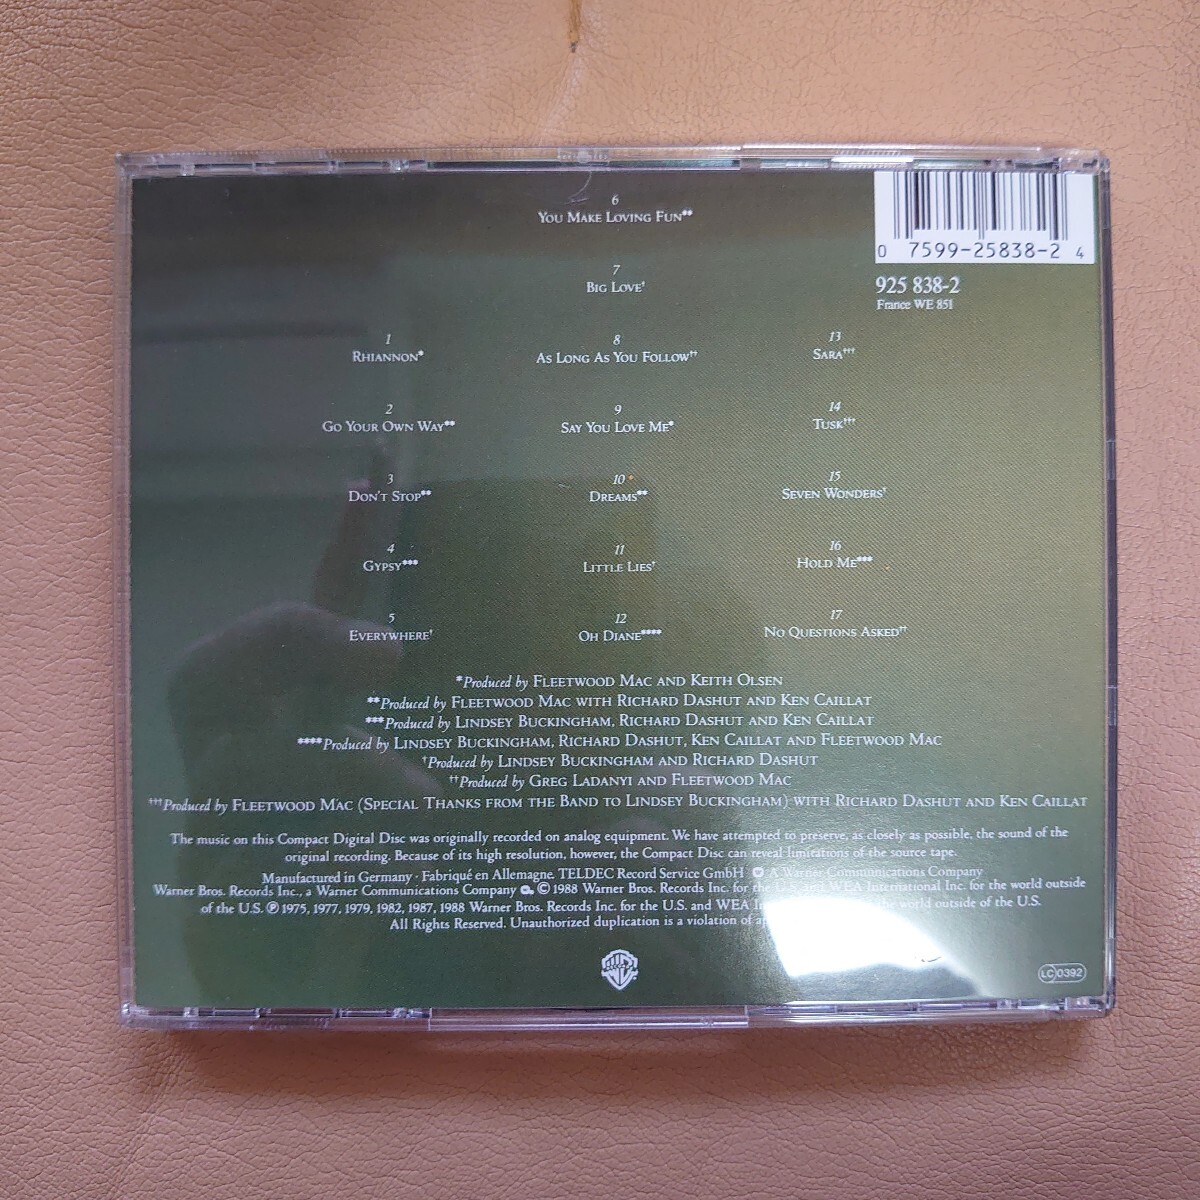 6
You Make Loving Fun**
7
Big Love†
1
Rhiannon*
2
Go Your Own Way**
3
Don't Stop**
4
Gypsy***
5
Everywhere†
8
As Long As You Follow††
9
Say You Love Me*
10
Dreams**
11
Little Lies†
12
Oh Diane****
0 7599-25838-2 4
925 838-2
France WE 851
13
Sara†††
14
Tusk†††
15
Seven Wonders†
16
Hold Me***
17
No Questions Asked††
*Produced by Fleetwood Mac and Keith Olsen
**Produced by Fleetwood Mac with Richard Dashut and Ken Caillat
***Produced by Lindsey Buckingham, Richard Dashut and Ken Caillat
****Produced by Lindsey Buckingham, Richard Dashut, Ken Caillat and Fleetwood Mac
†Produced by Lindsey Buckingham and Richard Dashut
††Produced by Greg Ladanyi and Fleetwood Mac
†††Produced by Fleetwood Mac (Special Thanks from the Band to Lindsey Buckingham) with Richard Dashut and Ken Caillat
The music on this Compact Digital Disc was originally recorded on analog equipment. We have attempted to preserve, as closely as possible, the sound of the
original recording. Because of its high resolution, however, the Compact Disc can reveal limitations of the source tape.
Manufactured in Germany · Fabriqué en Allemagne. TELDEC Record Service GmbH A Warner Communications Company
Warner Bros. Records Inc., a Warner Communications Company ©1988 Warner Bros. Records Inc. for the U.S. and WEA International Inc. for the world outside
of the U.S. ℗ 1975, 1977, 1979, 1982, 1987, 1988 Warner Bros. Records Inc. for the U.S. and WEA the world outside of the U.S.
All Rights Reserved. Unauthorized duplication is a violation of
LC 0392